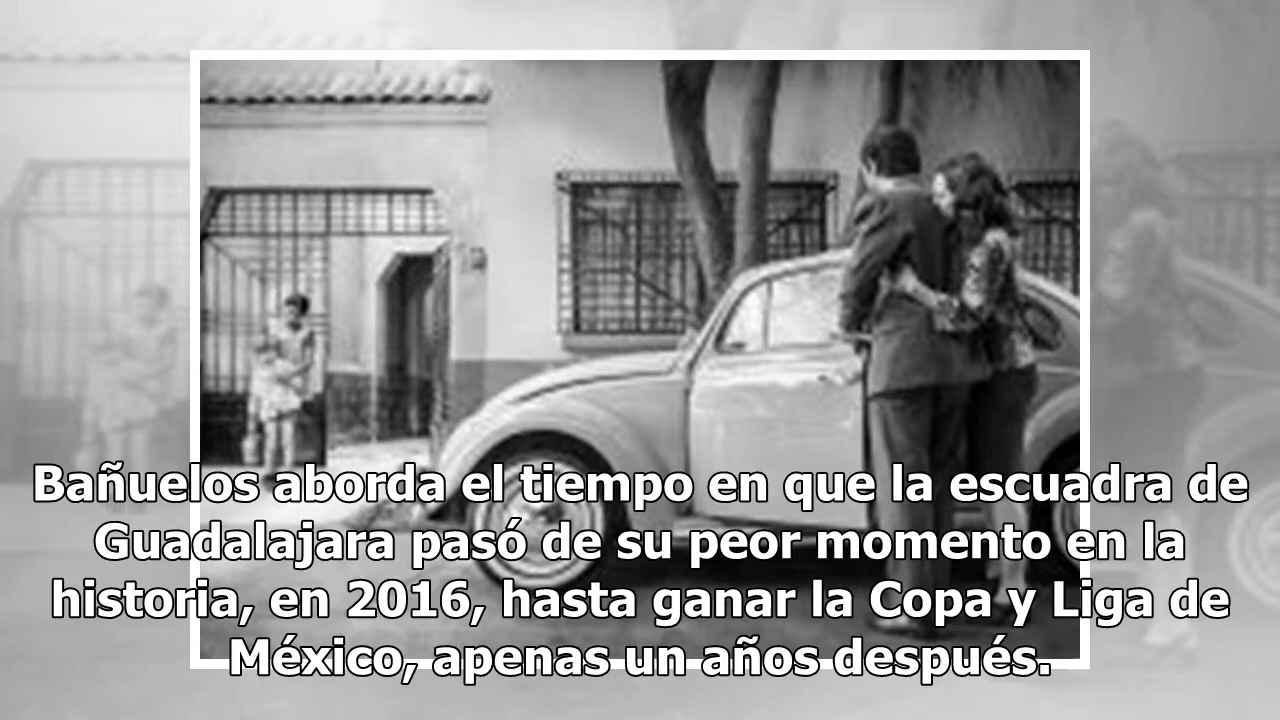 Bañuelos aborda el tiempo en que la escuadra de
Guadalajara pasó de su peor momento en la
historia, en 2016, hasta ganar la Copa y Liga de
México, apenas un años después.